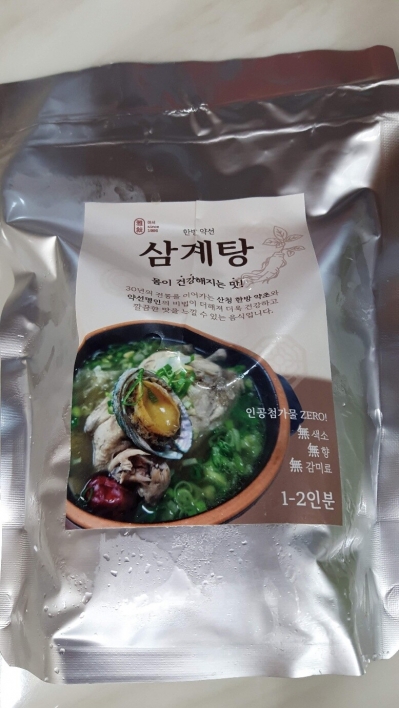 한방 약선
삼계탕
몸이 건강해지는 맛!
30년의 전통을 이어가는 산청 한방 약초와
약선명인의 비법이 더해져 더욱 건강하고
깔끔한 맛을 느낄 수 있는 음식입니다.
인공첨가물 ZERO!
無 색소
無 향
無 감미료
1-2인분